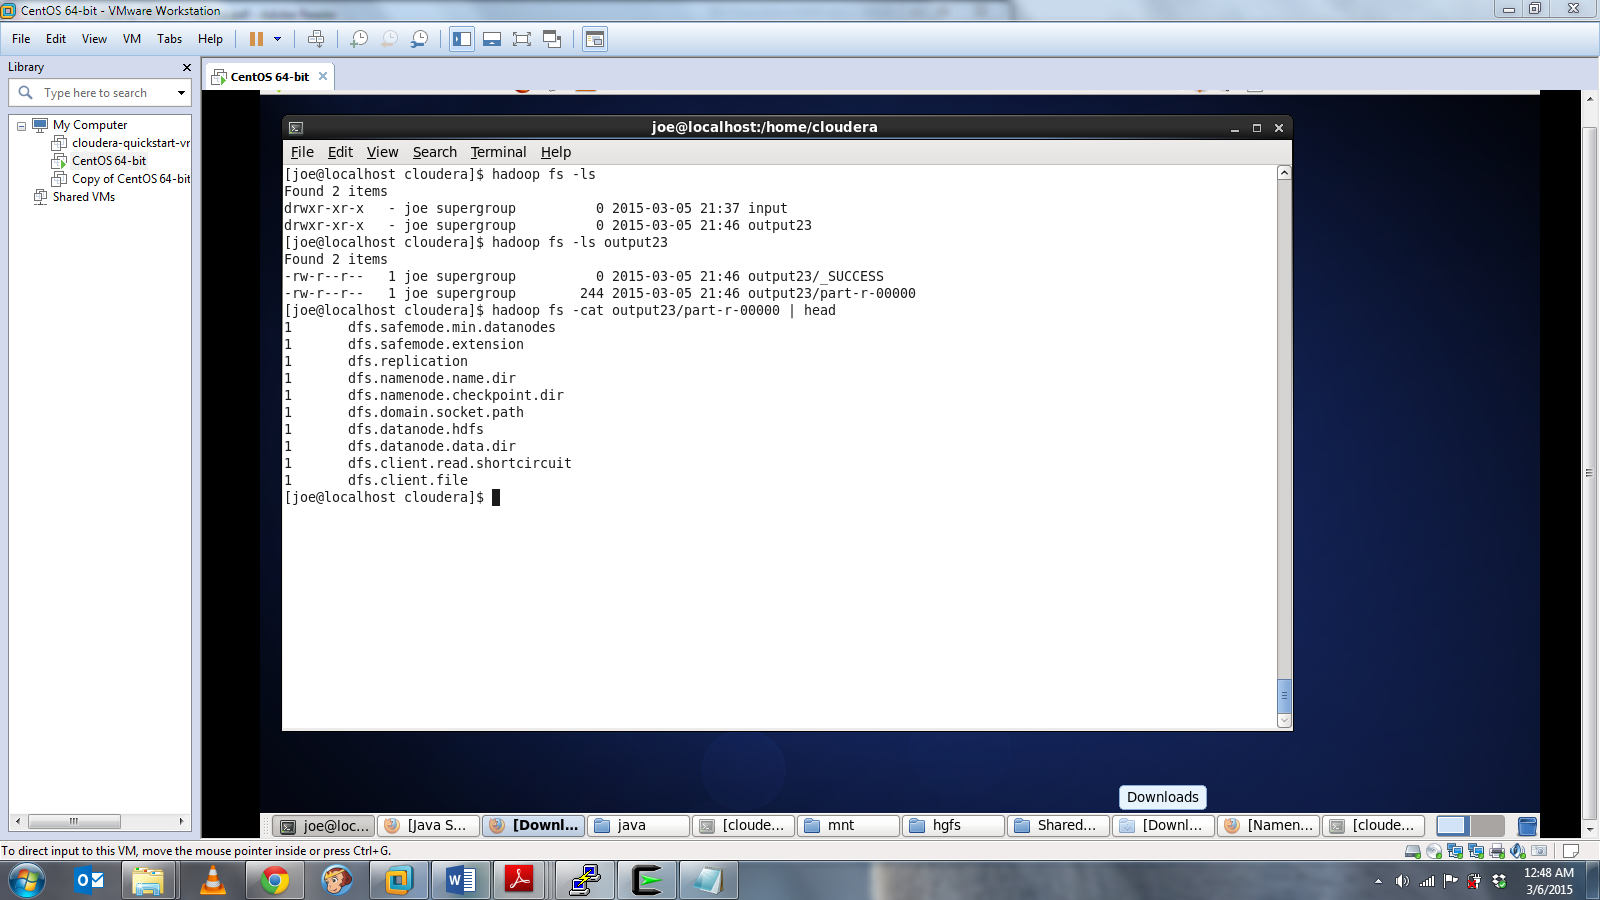 CentOS 64-bit - VMware Workstation
File Edit View VM Tabs Help
Library
Type here to search
My Computer
cloudera-quickstart-vr
CentOS 64-bit
Copy of CentOS 64-bit
Shared VMs
CentOS 64-bit
joe@localhost:/home/cloudera
File Edit View Search Terminal Help
[joe@localhost cloudera]$ hadoop fs -ls
Found 2 items
drwxr-xr-x   - joe supergroup          0 2015-03-05 21:37 input
drwxr-xr-x   - joe supergroup          0 2015-03-05 21:46 output23
[joe@localhost cloudera]$ hadoop fs -ls output23
Found 2 items
-rw-r--r--   1 joe supergroup          0 2015-03-05 21:46 output23/_SUCCESS
-rw-r--r--   1 joe supergroup        244 2015-03-05 21:46 output23/part-r-00000
[joe@localhost cloudera]$ hadoop fs -cat output23/part-r-00000 | head
1       dfs.safemode.min.datanodes
1       dfs.safemode.extension
1       dfs.replication
1       dfs.namenode.name.dir
1       dfs.namenode.checkpoint.dir
1       dfs.domain.socket.path
1       dfs.datanode.hdfs
1       dfs.datanode.data.dir
1       dfs.client.read.shortcircuit
1       dfs.client.file
[joe@localhost cloudera]$
Downloads
joe@loc... [Java S... [Downl... java [cloude... mnt hgfs Shared... [Downl... [Namen... [cloude...
To direct input to this VM, move the mouse pointer inside or press Ctrl+G.
12:48 AM
3/6/2015